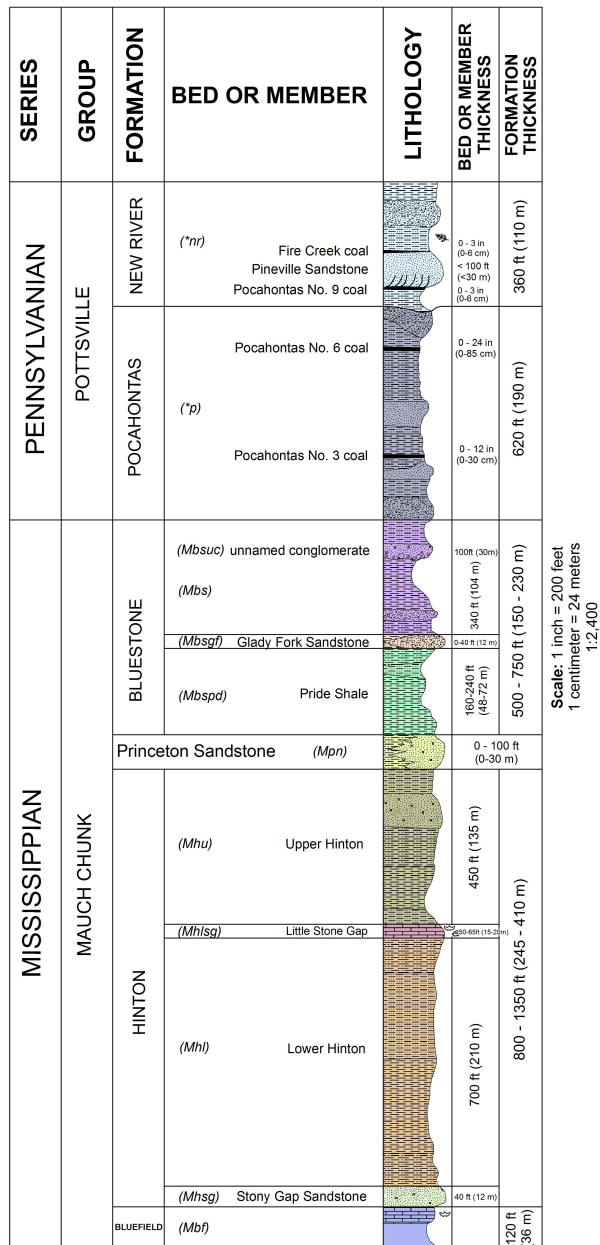 SERIES
GROUP
FORMATION
BED OR MEMBER
LITHOLOGY
BED OR MEMBER
THICKNESS
FORMATION
THICKNESS
PENNSYLVANIAN
POTTSVILLE
NEW RIVER
(*nr)
Fire Creek coal
Pineville Sandstone
Pocahontas No. 9 coal
0 - 3 in
(0-6 cm)
< 100 ft
(<30 m)
0 - 3 in
(0-6 cm)
360 ft (110 m)
POCAHONTAS
Pocahontas No. 6 coal
(*p)
Pocahontas No. 3 coal
0 - 24 in
(0-85 cm)
0 - 12 in
(0-30 cm)
620 ft (190 m)
MISSISSIPPIAN
MAUCH CHUNK
BLUESTONE
(Mbsuc) unnamed conglomerate
100ft (30m)
(Mbs)
340 ft (104 m)
(Mbsgf) Glady Fork Sandstone
0-40 ft (12 m)
(Mbspd) Pride Shale
160-240 ft
(48-72 m)
500 - 750 ft (150 - 230 m)
Princeton Sandstone (Mpn)
0 - 100 ft
(0-30 m)
HINTON
(Mhu) Upper Hinton
450 ft (135 m)
(Mhlsg) Little Stone Gap
50-65ft (15-20m)
(Mhl) Lower Hinton
700 ft (210 m)
(Mhsg) Stony Gap Sandstone
40 ft (12 m)
800 - 1350 ft (245 - 410 m)
BLUEFIELD
(Mbf)
120 ft
(36 m)
Scale: 1 inch = 200 feet
1 centimeter = 24 meters
1:2,400